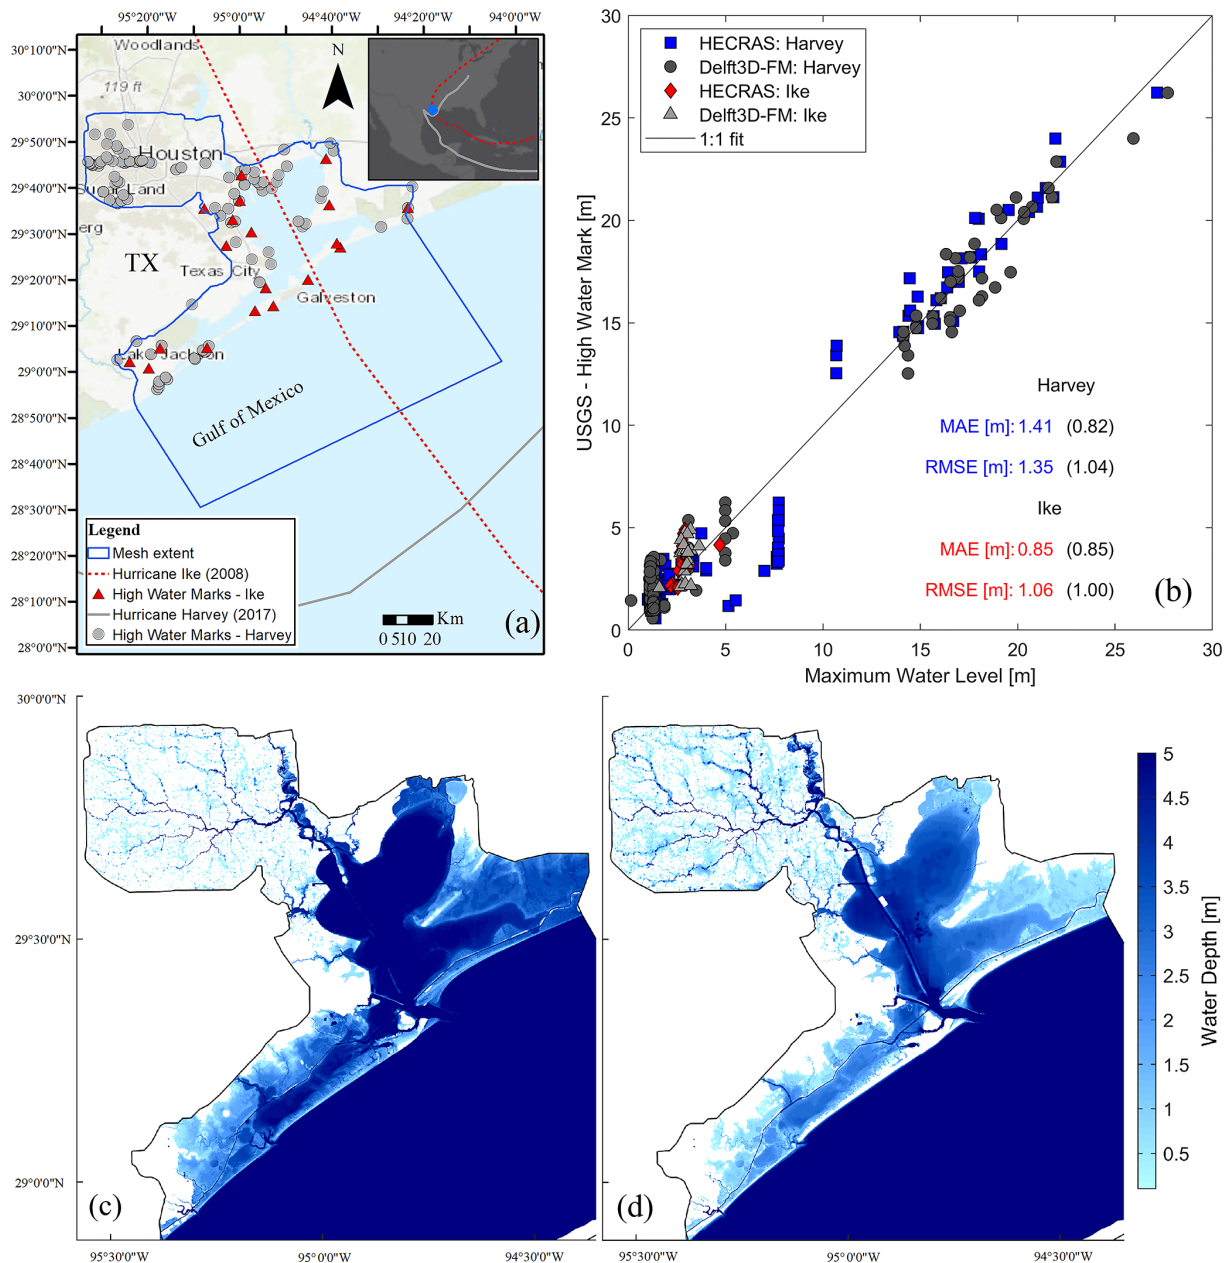 95°20'0"W 95°0'0"W 94°40'0"W 94°20'0"W 94°0'0"W
30°10'0"N
30°0'0"N
29°50'0"N
29°40'0"N
29°30'0"N
29°20'0"N
29°10'0"N
29°0'0"N
28°50'0"N
28°40'0"N
28°30'0"N
28°20'0"N
28°10'0"N
28°0'0"N
Woodlands
119 ft
N
Houston
Land
erg
TX
Texas City
Galveston
Jackson
Gulf of Mexico
Legend
Mesh extent
Hurricane Ike (2008)
High Water Marks - Ike
Hurricane Harvey (2017)
High Water Marks - Harvey
Km
0 5 10 20
(a)
30
25
20
15
10
5
0
USGS - High Water Mark [m]
HECRAS: Harvey
Delft3D-FM: Harvey
HECRAS: Ike
Delft3D-FM: Ike
1:1 fit
Harvey
MAE [m]: 1.41 (0.82)
RMSE [m]: 1.35 (1.04)
Ike
MAE [m]: 0.85 (0.85)
RMSE [m]: 1.06 (1.00)
(b)
0 5 10 15 20 25 30
Maximum Water Level [m]
30°0'0"N
29°30'0"N
29°0'0"N
(c)
95°30'0"W 95°0'0"W 94°30'0"W
(d)
95°30'0"W 95°0'0"W 94°30'0"W
5
4.5
4
3.5
3
2.5
2
1.5
1
0.5
Water Depth [m]